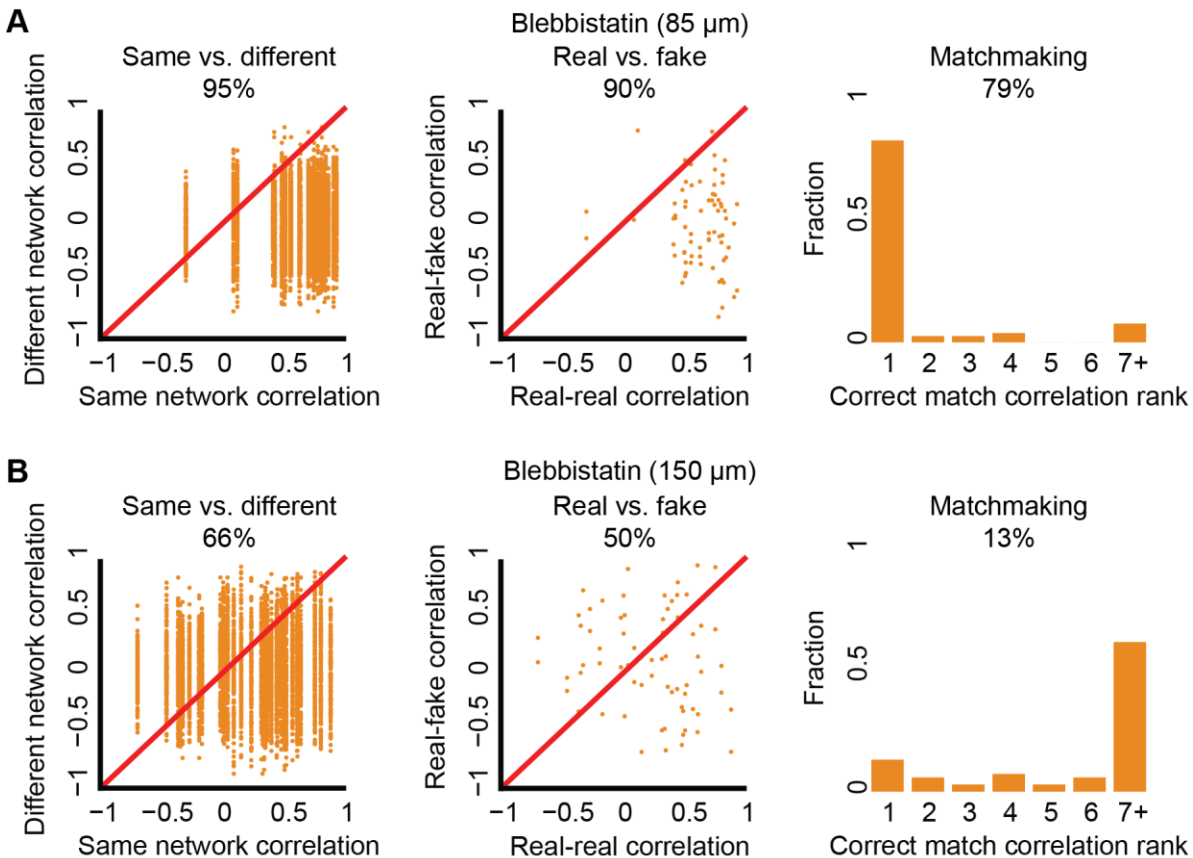 A
Blebbistatin (85 μm)
Same vs. different
95%
Different network correlation
1
0.5
0
−0.5
−1
−1 −0.5 0 0.5 1
Same network correlation
Real vs. fake
90%
Real-fake correlation
1
0.5
0
−0.5
−1
−1 −0.5 0 0.5 1
Real-real correlation
Matchmaking
79%
Fraction
1
0.5
0
1 2 3 4 5 6 7+
Correct match correlation rank
B
Blebbistatin (150 μm)
Same vs. different
66%
Different network correlation
1
0.5
0
−0.5
−1
−1 −0.5 0 0.5 1
Same network correlation
Real vs. fake
50%
Real-fake correlation
1
0.5
0
−0.5
−1
−1 −0.5 0 0.5 1
Real-real correlation
Matchmaking
13%
Fraction
1
0.5
0
1 2 3 4 5 6 7+
Correct match correlation rank